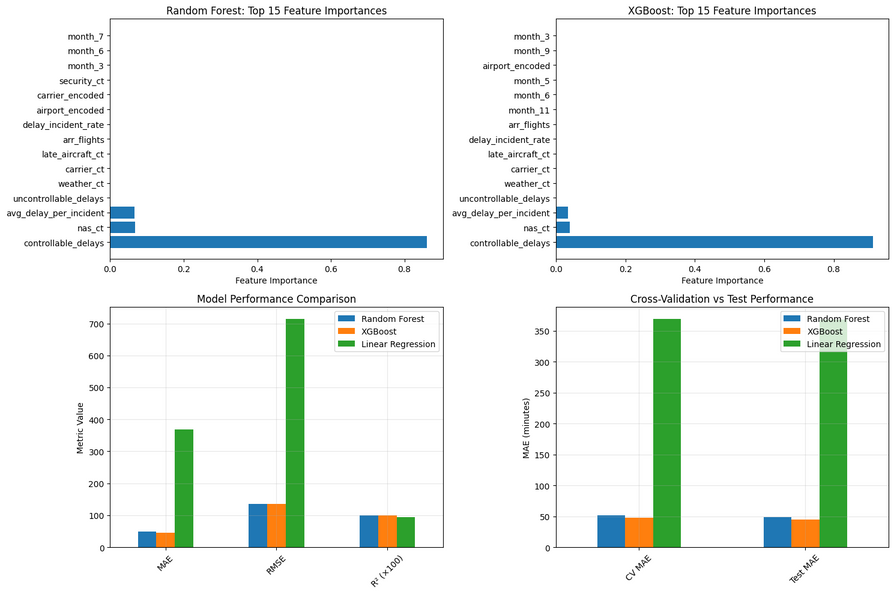 Random Forest: Top 15 Feature Importances
month_7
month_6
month_3
security_ct
carrier_encoded
airport_encoded
delay_incident_rate
arr_flights
late_aircraft_ct
carrier_ct
weather_ct
uncontrollable_delays
avg_delay_per_incident
nas_ct
controllable_delays
0.0 0.2 0.4 0.6 0.8
Feature Importance
XGBoost: Top 15 Feature Importances
month_3
month_9
airport_encoded
month_5
month_6
month_11
arr_flights
delay_incident_rate
late_aircraft_ct
carrier_ct
weather_ct
uncontrollable_delays
avg_delay_per_incident
nas_ct
controllable_delays
0.0 0.2 0.4 0.6 0.8
Feature Importance
Model Performance Comparison
Random Forest
XGBoost
Linear Regression
Metric Value
700
600
500
400
300
200
100
0
MAE
RMSE
R² (×100)
Cross-Validation vs Test Performance
Random Forest
XGBoost
Linear Regression
MAE (minutes)
350
300
250
200
150
100
50
0
CV MAE
Test MAE